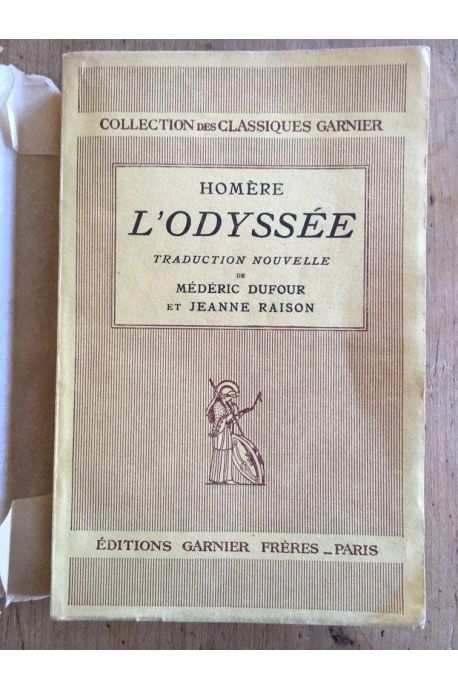 COLLECTION DES CLASSIQUES GARNIER
HOMÈRE
L'ODYSSÉE
TRADUCTION NOUVELLE
DE
MÉDÉRIC DUFOUR
ET JEANNE RAISON
ÉDITIONS GARNIER FRÈRES _ PARIS